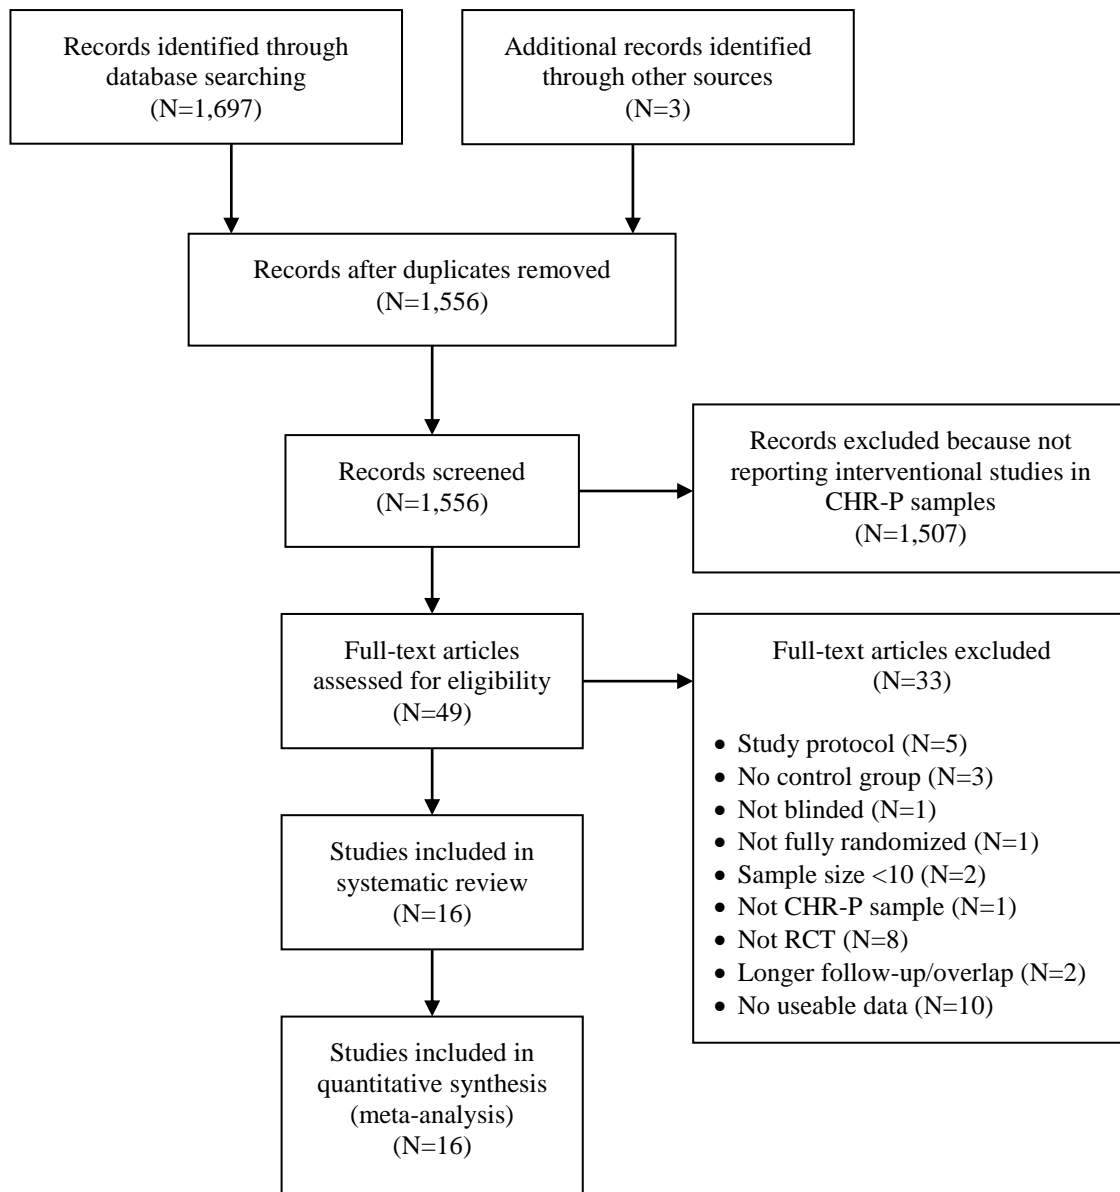 Records identified through
database searching
(N=1,697)
Additional records identified
through other sources
(N=3)
Records after duplicates removed
(N=1,556)
Records screened
(N=1,556)
Records excluded because not
reporting interventional studies in
CHR-P samples
(N=1,507)
Full-text articles
assessed for eligibility
(N=49)
Full-text articles excluded
(N=33)
• Study protocol (N=5)
• No control group (N=3)
• Not blinded (N=1)
• Not fully randomized (N=1)
• Sample size <10 (N=2)
• Not CHR-P sample (N=1)
• Not RCT (N=8)
• Longer follow-up/overlap (N=2)
• No useable data (N=10)
Studies included in
systematic review
(N=16)
Studies included in
quantitative synthesis
(meta-analysis)
(N=16)